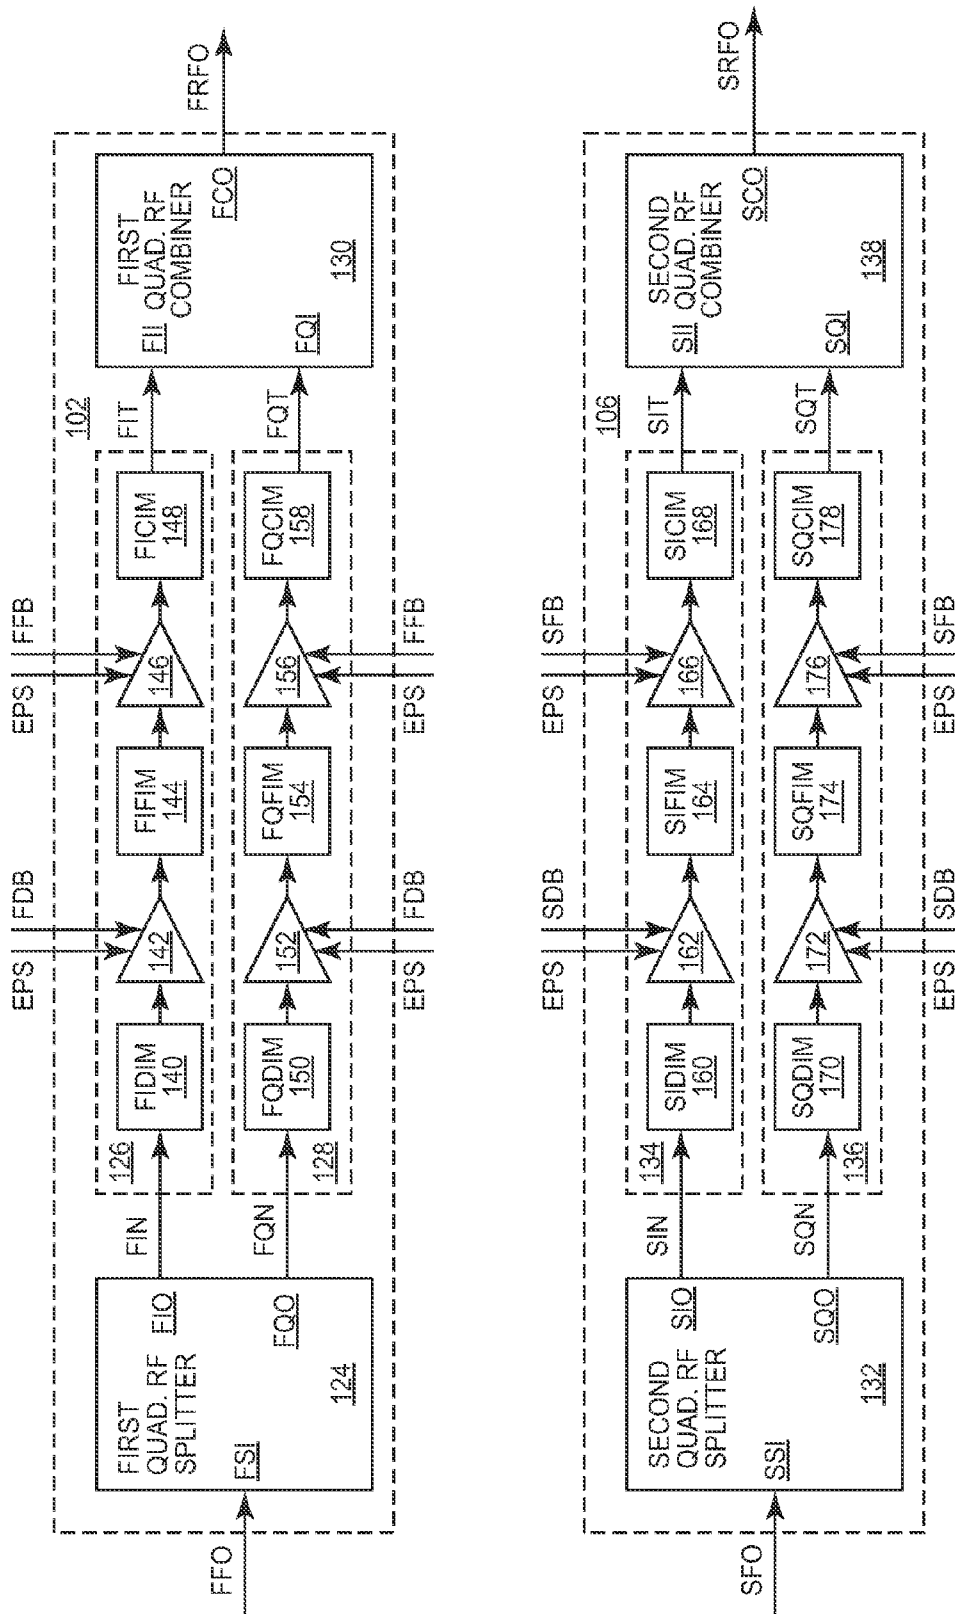 FFO
FIRST
QUAD. RF
SPLITTER
FSI
FIO
FQO
124
FIN
FQN
126
FIDIM
140
EPS
FDB
142
FIFIM
144
EPS
FFB
146
FICIM
148
128
FQDIM
150
152
EPS
FDB
FQFIM
154
156
EPS
FFB
FQCIM
158
102
FIT
FQT
FIRST
QUAD. RF
COMBINER
FII
FQI
FCO
130
FRFO
SFO
SECOND
QUAD. RF
SPLITTER
SSI
SIO
SQO
132
SIN
SQN
134
SIDIM
160
EPS
SDB
162
SIFIM
164
EPS
SFB
166
SICIM
168
136
SQDIM
170
172
EPS
SDB
SQFIM
174
176
EPS
SFB
SQCIM
178
106
SIT
SQT
SECOND
QUAD. RF
COMBINER
SII
SQI
SCO
138
SRFO